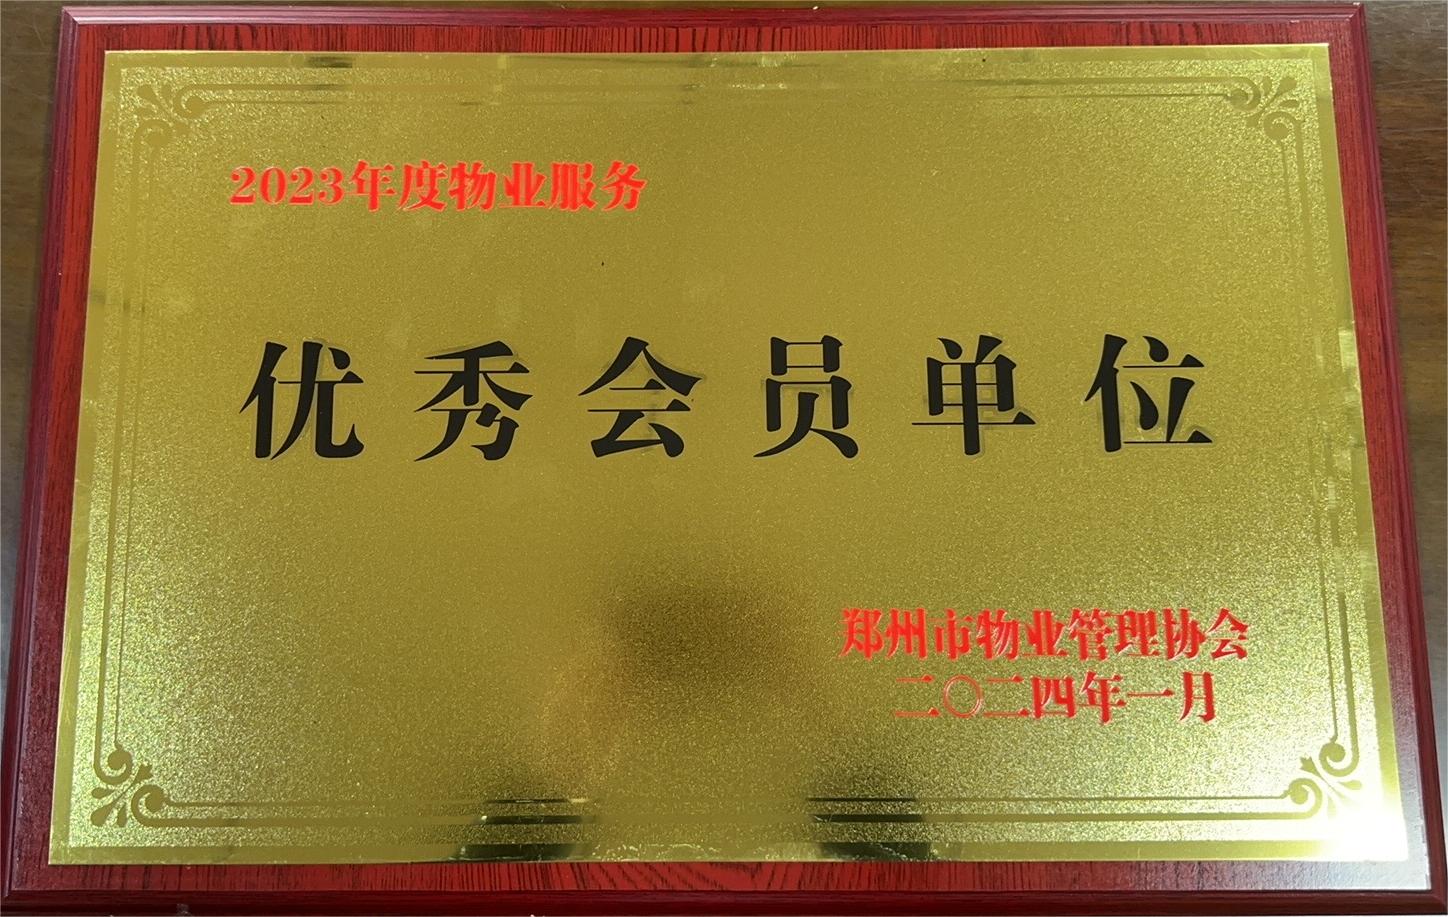 2023年度物业服务
优秀会员单位
郑州市物业管理协会
二〇二四年一月